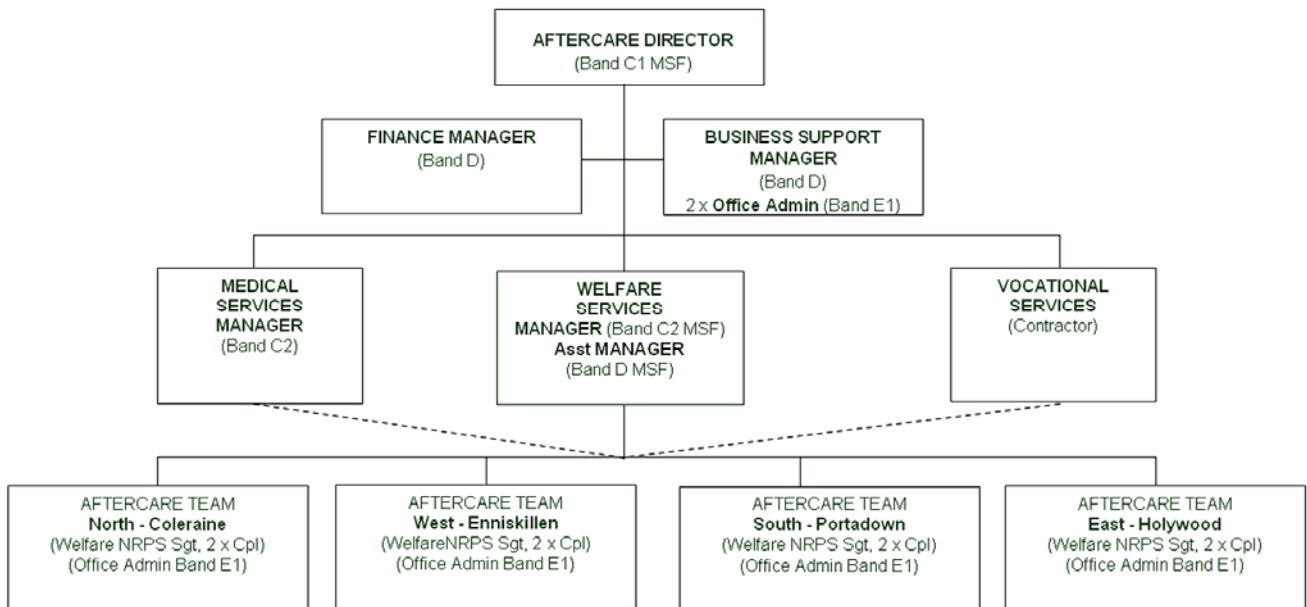 AFTERCARE DIRECTOR
(Band C1 MSF)
FINANCE MANAGER
(Band D)
BUSINESS SUPPORT
MANAGER
(Band D)
2 x Office Admin (Band E1)
MEDICAL
SERVICES
MANAGER
(Band C2)
WELFARE
SERVICES
MANAGER (Band C2 MSF)
Asst MANAGER
(Band D MSF)
VOCATIONAL
SERVICES
(Contractor)
AFTERCARE TEAM
North - Coleraine
(Welfare NRPS Sgt, 2 x Cpl)
(Office Admin Band E1)
AFTERCARE TEAM
West - Enniskillen
(WelfareNRPS Sgt, 2 x Cpl)
(Office Admin Band E1)
AFTERCARE TEAM
South - Portadown
(Welfare NRPS Sgt, 2 x Cpl)
(Office Admin Band E1)
AFTERCARE TEAM
East - Holywood
(Welfare NRPS Sgt, 2 x Cpl)
(Office Admin Band E1)